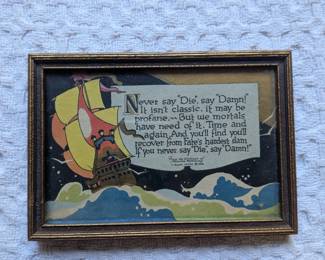 Never say "Die", say "Damn!"
It isn't classic, it may be
profane,— But we mortals
have need of it, Time and
again, And you'll find you'll
recover from Fate's hardest slam
If you never say "Die", say "Damn!"